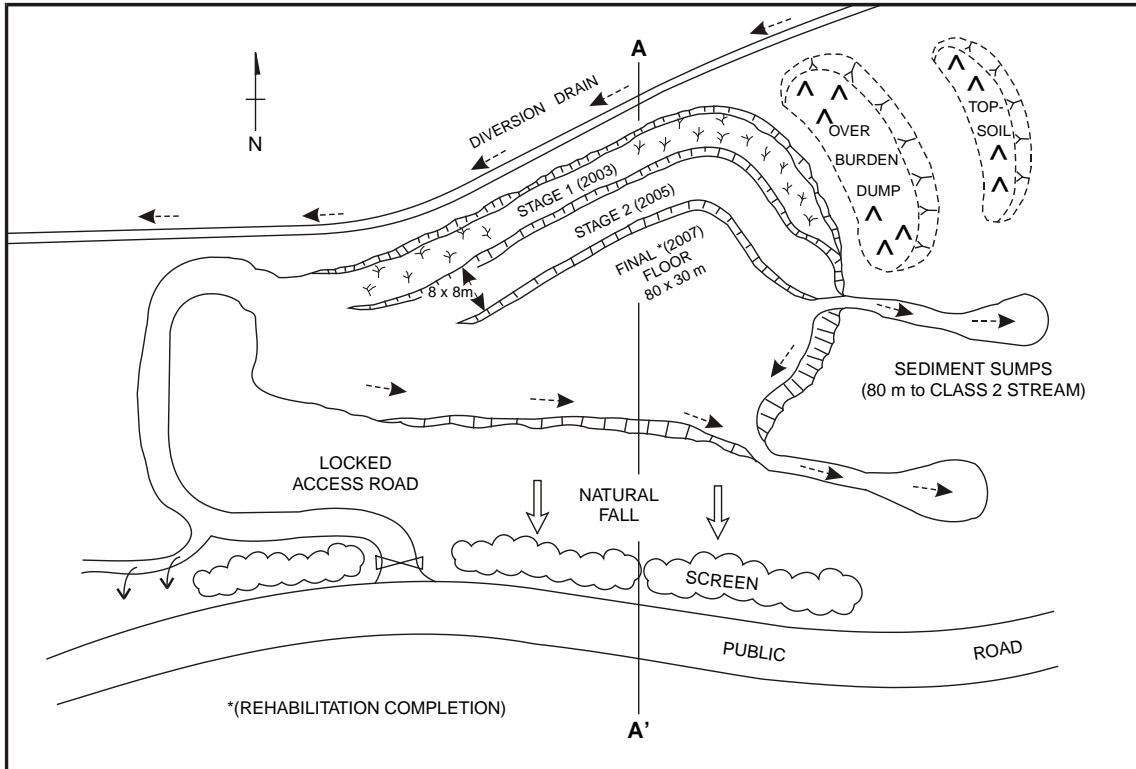 A
N
DIVERSION DRAIN
OVER
BURDEN
DUMP
TOP-
SOIL
STAGE 1 (2003)
STAGE 2 (2005)
FINAL *(2007)
FLOOR
80 x 30 m
8 x 8m
SEDIMENT SUMPS
(80 m to CLASS 2 STREAM)
LOCKED
ACCESS ROAD
NATURAL
FALL
SCREEN
PUBLIC ROAD
*(REHABILITATION COMPLETION)
A'